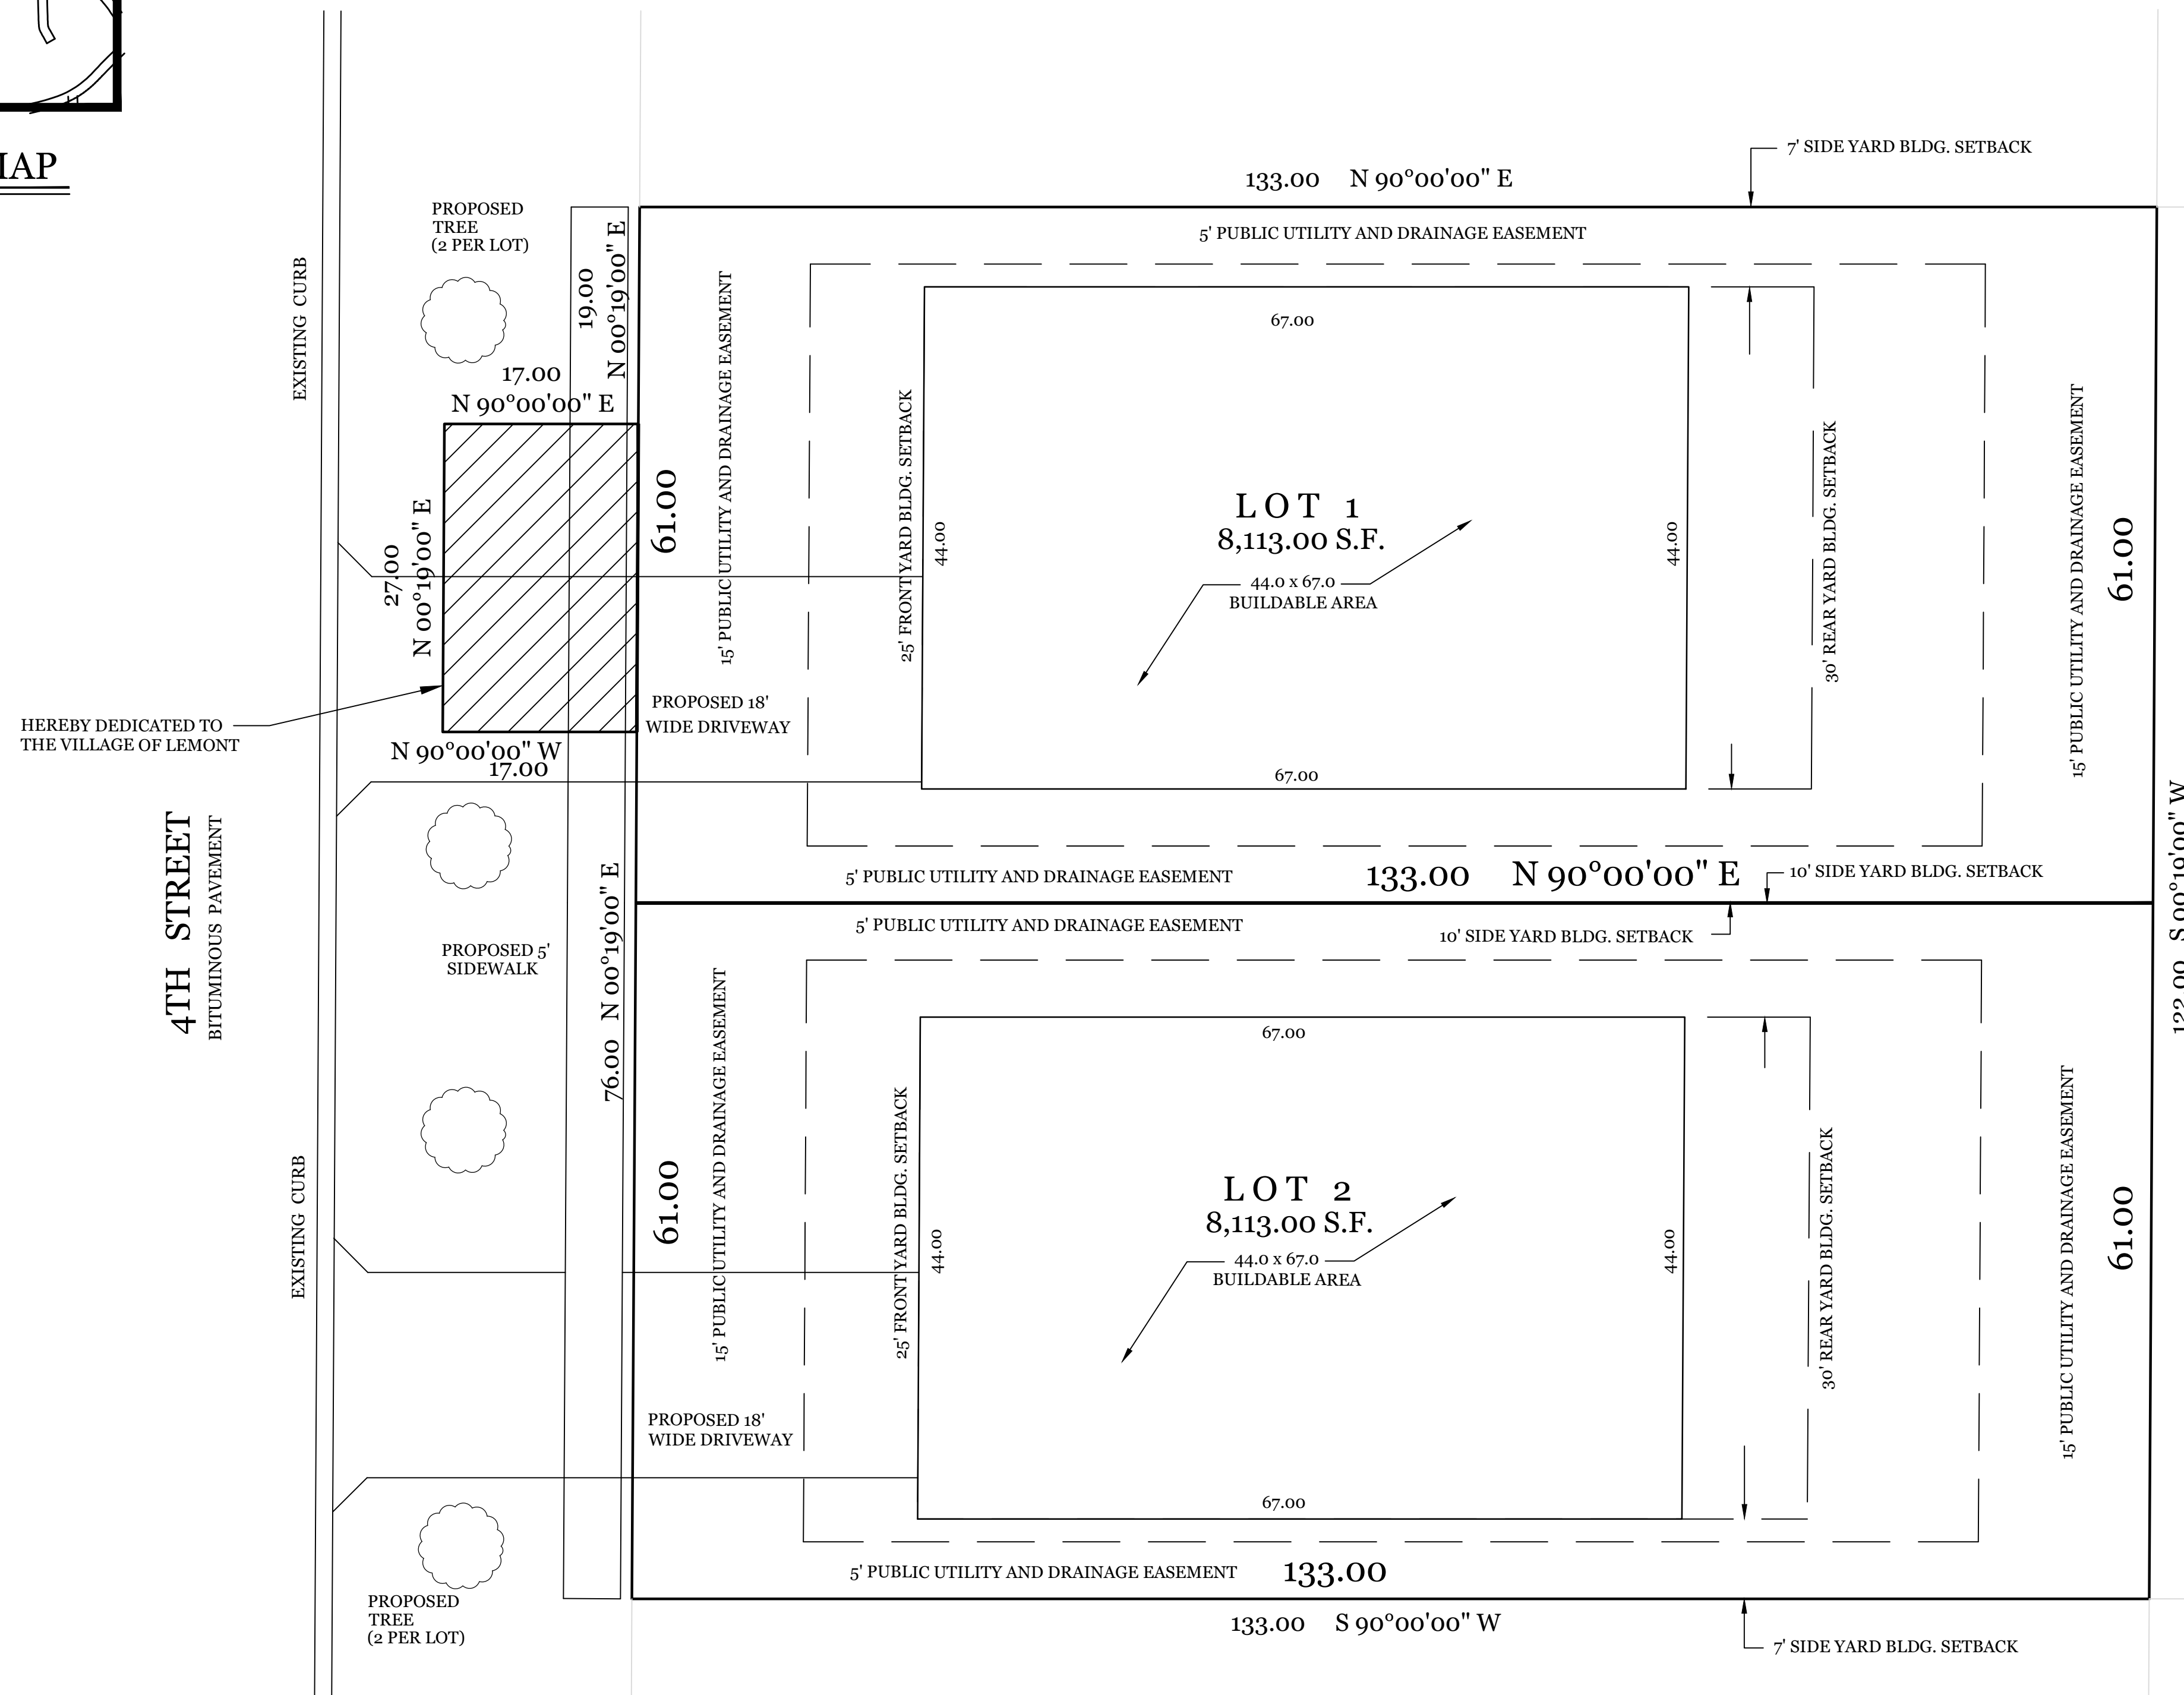 MAP
7' SIDE YARD BLDG. SETBACK
133.00 N 90°00'00" E
PROPOSED
TREE
(2 PER LOT)
5' PUBLIC UTILITY AND DRAINAGE EASEMENT
EXISTING CURB
19.00
N 00°19'00" E
17.00
N 90°00'00" E
27.00
N 00°19'00" E
61.00
15' PUBLIC UTILITY AND DRAINAGE EASEMENT
25' FRONT YARD BLDG. SETBACK
67.00
44.00
LOT 1
8,113.00 S.F.
44.0 x 67.0
BUILDABLE AREA
44.00
67.00
30' REAR YARD BLDG. SETBACK
15' PUBLIC UTILITY AND DRAINAGE EASEMENT
61.00
PROPOSED 18'
WIDE DRIVEWAY
HEREBY DEDICATED TO
THE VILLAGE OF LEMONT
N 90°00'00" W
17.00
4TH STREET
BITUMINOUS PAVEMENT
5' PUBLIC UTILITY AND DRAINAGE EASEMENT
133.00 N 90°00'00" E
10' SIDE YARD BLDG. SETBACK
122.00 S 00°19'00" W
5' PUBLIC UTILITY AND DRAINAGE EASEMENT
10' SIDE YARD BLDG. SETBACK
PROPOSED 5'
SIDEWALK
76.00 N 00°19'00" E
EXISTING CURB
61.00
15' PUBLIC UTILITY AND DRAINAGE EASEMENT
25' FRONT YARD BLDG. SETBACK
67.00
44.00
LOT 2
8,113.00 S.F.
44.0 x 67.0
BUILDABLE AREA
44.00
67.00
30' REAR YARD BLDG. SETBACK
15' PUBLIC UTILITY AND DRAINAGE EASEMENT
61.00
PROPOSED 18'
WIDE DRIVEWAY
5' PUBLIC UTILITY AND DRAINAGE EASEMENT
133.00
PROPOSED
TREE
(2 PER LOT)
133.00 S 90°00'00" W
7' SIDE YARD BLDG. SETBACK